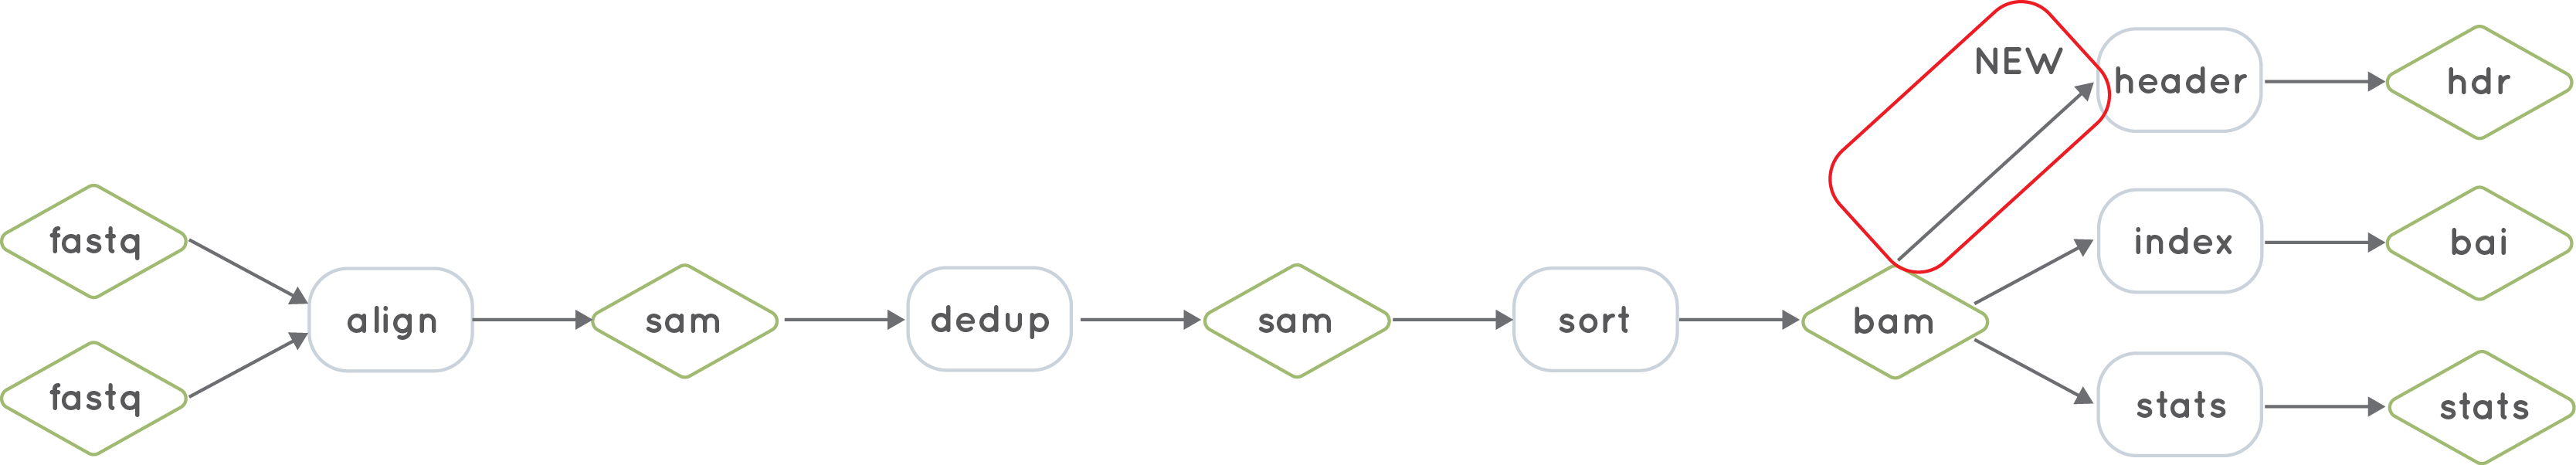 fastq
fastq
align
sam
dedup
sam
sort
bam
NEW
header
hdr
index
bai
stats
stats